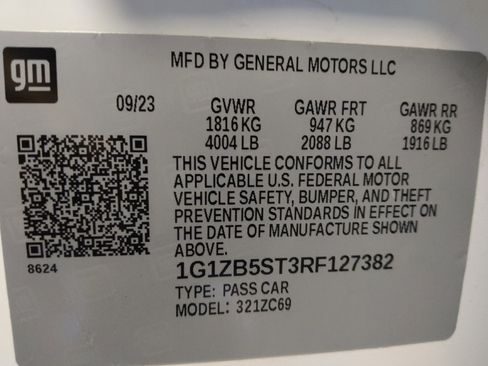 gm
MFD BY GENERAL MOTORS LLC
09/23 GVWR GAWR FRT GAWR RR
1816 KG 947 KG 869 KG
4004 LB 2088 LB 1916 LB
THIS VEHICLE CONFORMS TO ALL
APPLICABLE U.S. FEDERAL MOTOR
VEHICLE SAFETY, BUMPER, AND THEFT
PREVENTION STANDARDS IN EFFECT ON
THE DATE OF MANUFACTURE SHOWN
ABOVE.
8624
1G1ZB5ST3RF127382
TYPE: PASS CAR
MODEL: 321ZC69